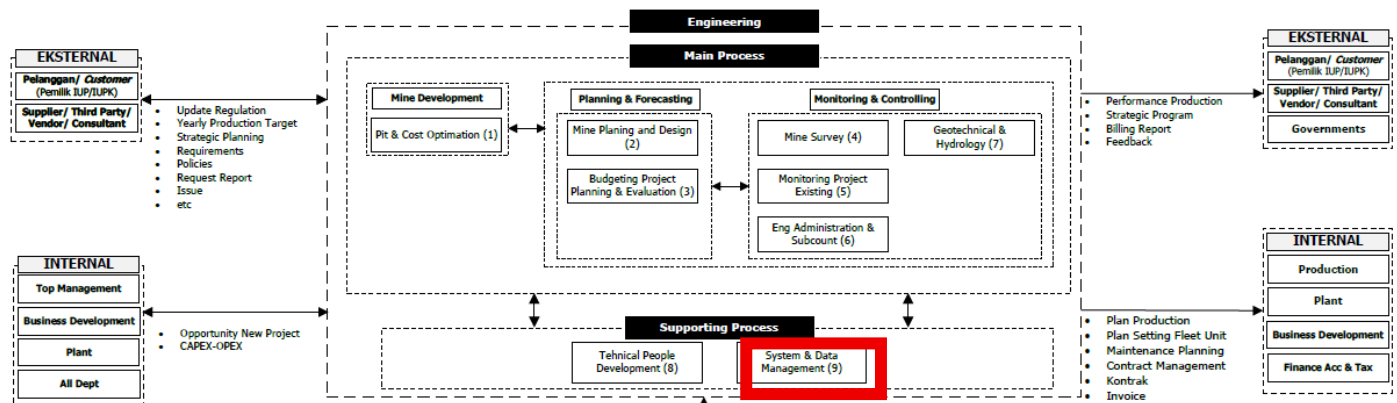 Engineering
Main Process
EKSTERNAL
Pelanggan/ Customer
(Pemilik IUP/IUPK)
Supplier/ Third Party/
Vendor/ Consultant
• Update Regulation
• Yearly Production Target
• Strategic Planning
• Requirements
• Policies
• Request Report
• Issue
• etc
INTERNAL
Top Management
Business Development
Plant
All Dept
• Opportunity New Project
• CAPEX-OPEX
Mine Development
Pit & Cost Optimation (1)
Planning & Forecasting
Mine Planing and Design
(2)
Budgeting Project
Planning & Evaluation (3)
Monitoring & Controlling
Mine Survey (4)
Geotechnical &
Hydrology (7)
Monitoring Project
Existing (5)
Eng Administration &
Subcount (6)
Supporting Process
Tehnical People
Development (8)
System & Data
Management (9)
• Performance Production
• Strategic Program
• Billing Report
• Feedback
EKSTERNAL
Pelanggan/ Customer
(Pemilik IUP/IUPK)
Supplier/ Third Party/
Vendor/ Consultant
Governments
• Plan Production
• Plan Setting Fleet Unit
• Maintenance Planning
• Contract Management
• Kontrak
• Invoice
INTERNAL
Production
Plant
Business Development
Finance Acc & Tax